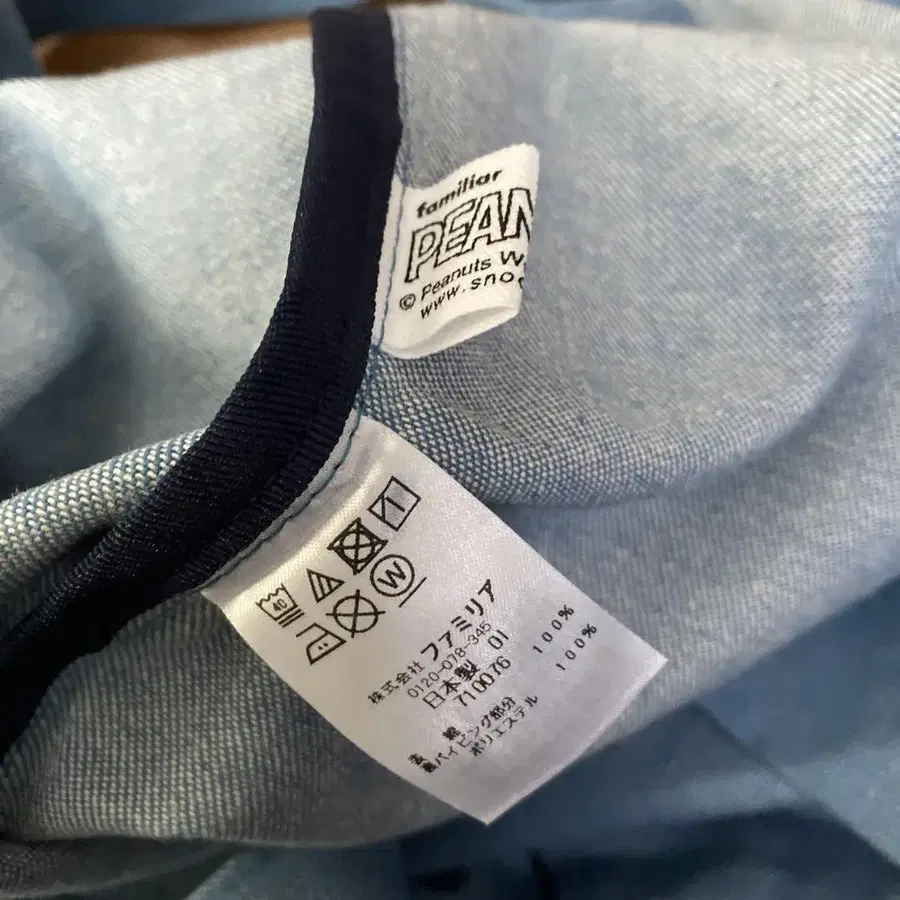 familiar
PEAN
© Peanuts W
www.sno
40
W
株式会社 ファミリア
0120-078-345
日本製 01
710076
表 綿 100%
裏パイピング部分
ポリエステル 100%